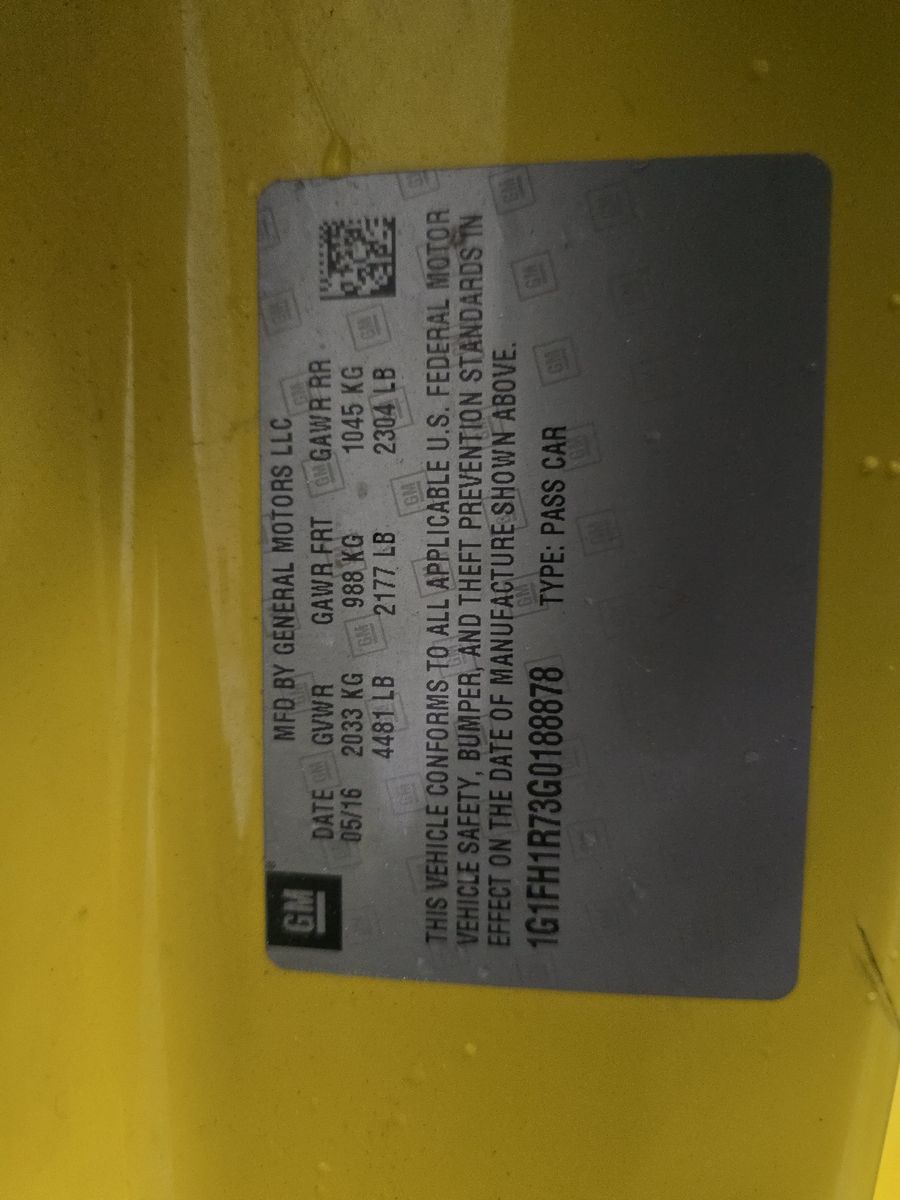 GM
MFD BY GENERAL MOTORS LLC
DATE GVWR GAWR FRT GAWR RR
05/16 2033 KG 988 KG 1045 KG
4481 LB 2177 LB 2304 LB
THIS VEHICLE CONFORMS TO ALL APPLICABLE U.S. FEDERAL MOTOR
VEHICLE SAFETY, BUMPER, AND THEFT PREVENTION STANDARDS IN
EFFECT ON THE DATE OF MANUFACTURE SHOWN ABOVE.
1G1FH1R73G0188878 TYPE: PASS CAR